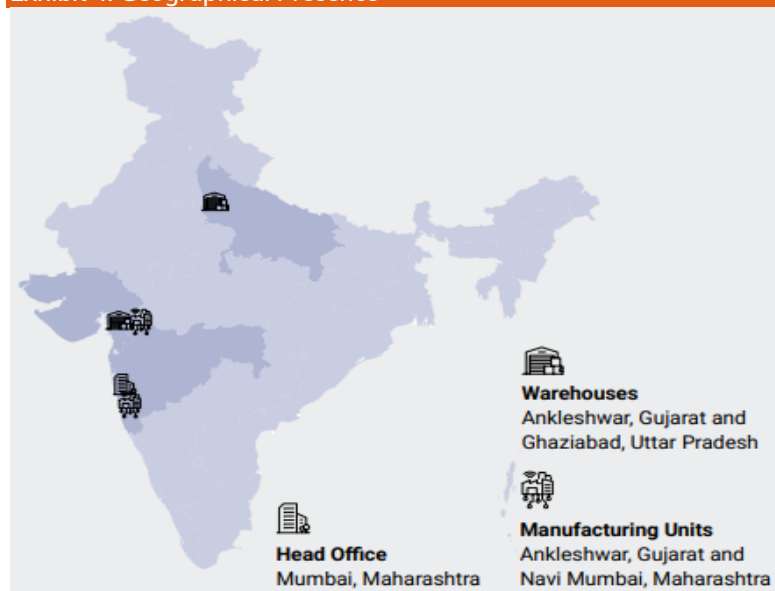 Warehouses
Ankleshwar, Gujarat and
Ghaziabad, Uttar Pradesh
Manufacturing Units
Ankleshwar, Gujarat and
Navi Mumbai, Maharashtra
Head Office
Mumbai, Maharashtra